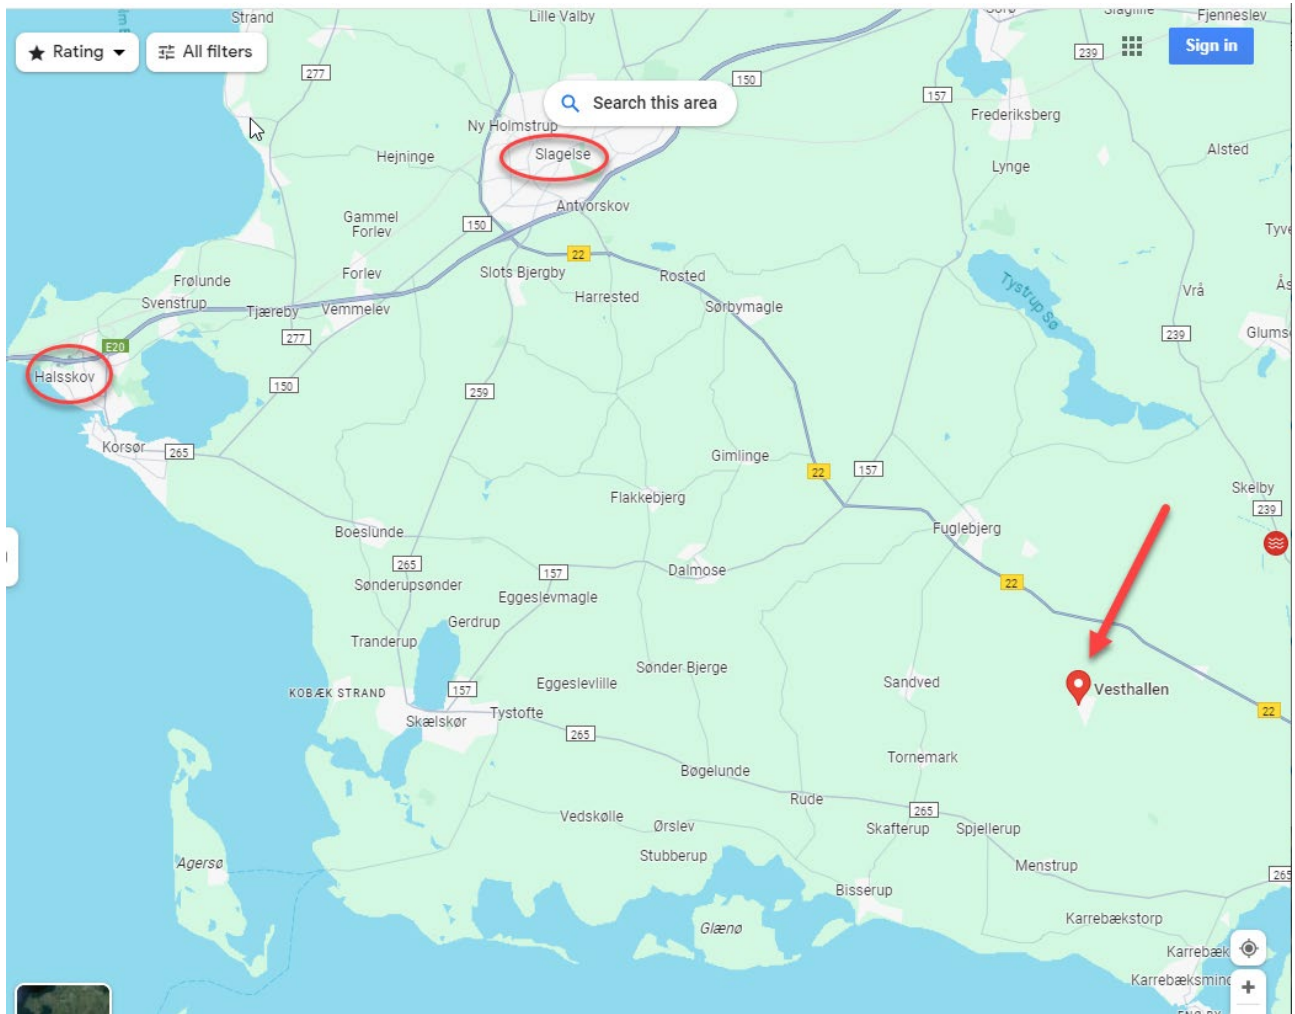 Strand
Lille Valby
Fjenneslev
Rating
All filters
277
150
239
Sign in
Search this area
157
Frederiksberg
Ny Holmstrup
Hejninge
Slagelse
Alsted
Lynge
Antvorskov
Gammel
Forlev
150
22
Frølunde
Forlev
Slots Bjergby
Rosted
Tystrup Sø
Vrå
Svenstrup
Tjæreby
Vemmelev
Harrested
Sørbymagle
277
239
E20
Halsskov
150
259
Korsør
265
Gimlinge
22
157
Flakkebjerg
Skelby
239
Boeslunde
Fuglebjerg
265
Sønderupsønder
157
Dalmose
22
Eggeslevmagle
Gerdrup
Tranderup
Sønder Bjerge
KOBÆK STRAND
157
Eggeslevlille
Sandved
Vesthallen
Skælskør
Tystofte
22
265
Tornemark
Bøgelunde
Rude
265
Vedskølle
Ørslev
Skafterup
Spjellerup
Agersø
Stubberup
Menstrup
265
Bisserup
Glænø
Karrebækstorp
Karrebæk
Karrebæksmind